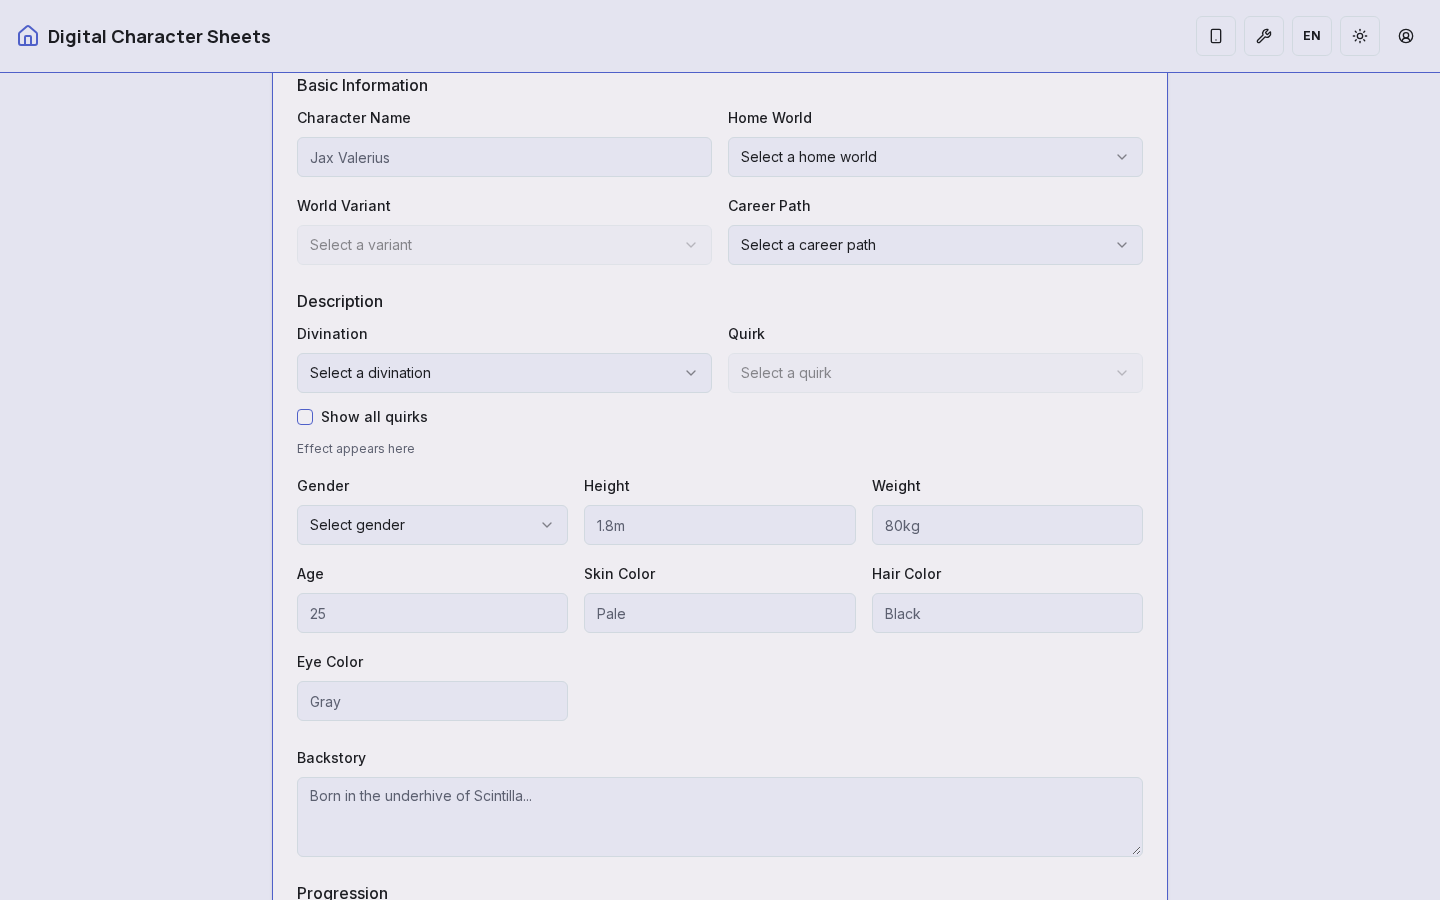 Digital Character Sheets
EN
Basic Information
Character Name
Home World
Jax Valerius
Select a home world
World Variant
Career Path
Select a variant
Select a career path
Description
Divination
Quirk
Select a divination
Select a quirk
Show all quirks
Effect appears here
Gender
Height
Weight
Select gender
1.8m
80kg
Age
Skin Color
Hair Color
25
Pale
Black
Eye Color
Gray
Backstory
Born in the underhive of Scintilla...
Progression